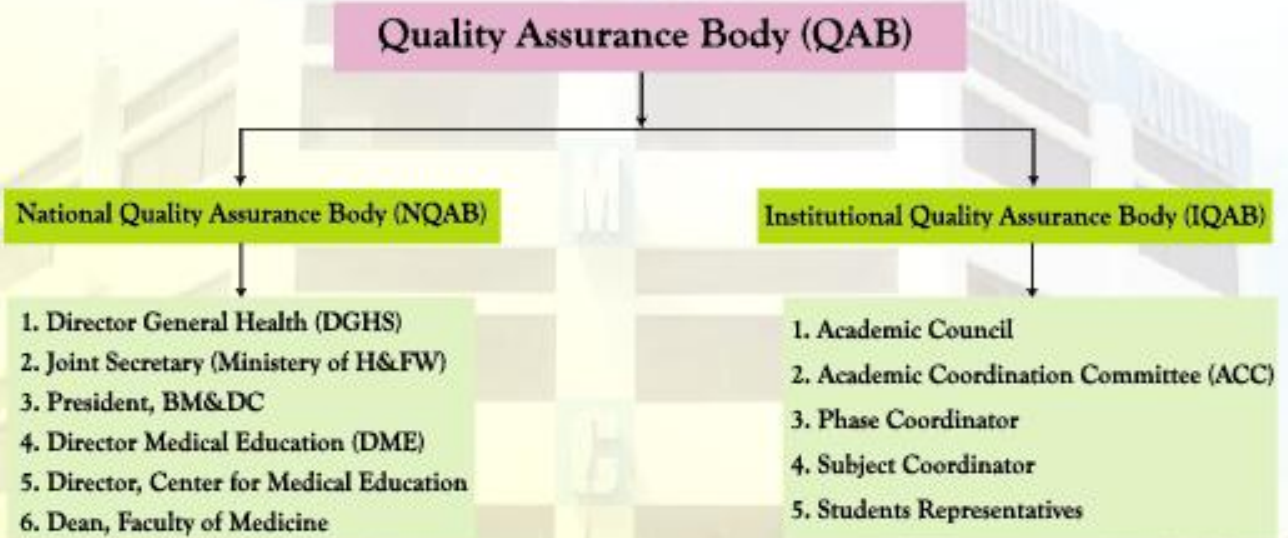 Quality Assurance Body (QAB)
National Quality Assurance Body (NQAB)
Institutional Quality Assurance Body (IQAB)
1. Director General Health (DGHS)
2. Joint Secretary (Ministery of H&FW)
3. President, BM&DC
4. Director Medical Education (DME)
5. Director, Center for Medical Education
6. Dean, Faculty of Medicine
1. Academic Council
2. Academic Coordination Committee (ACC)
3. Phase Coordinator
4. Subject Coordinator
5. Students Representatives